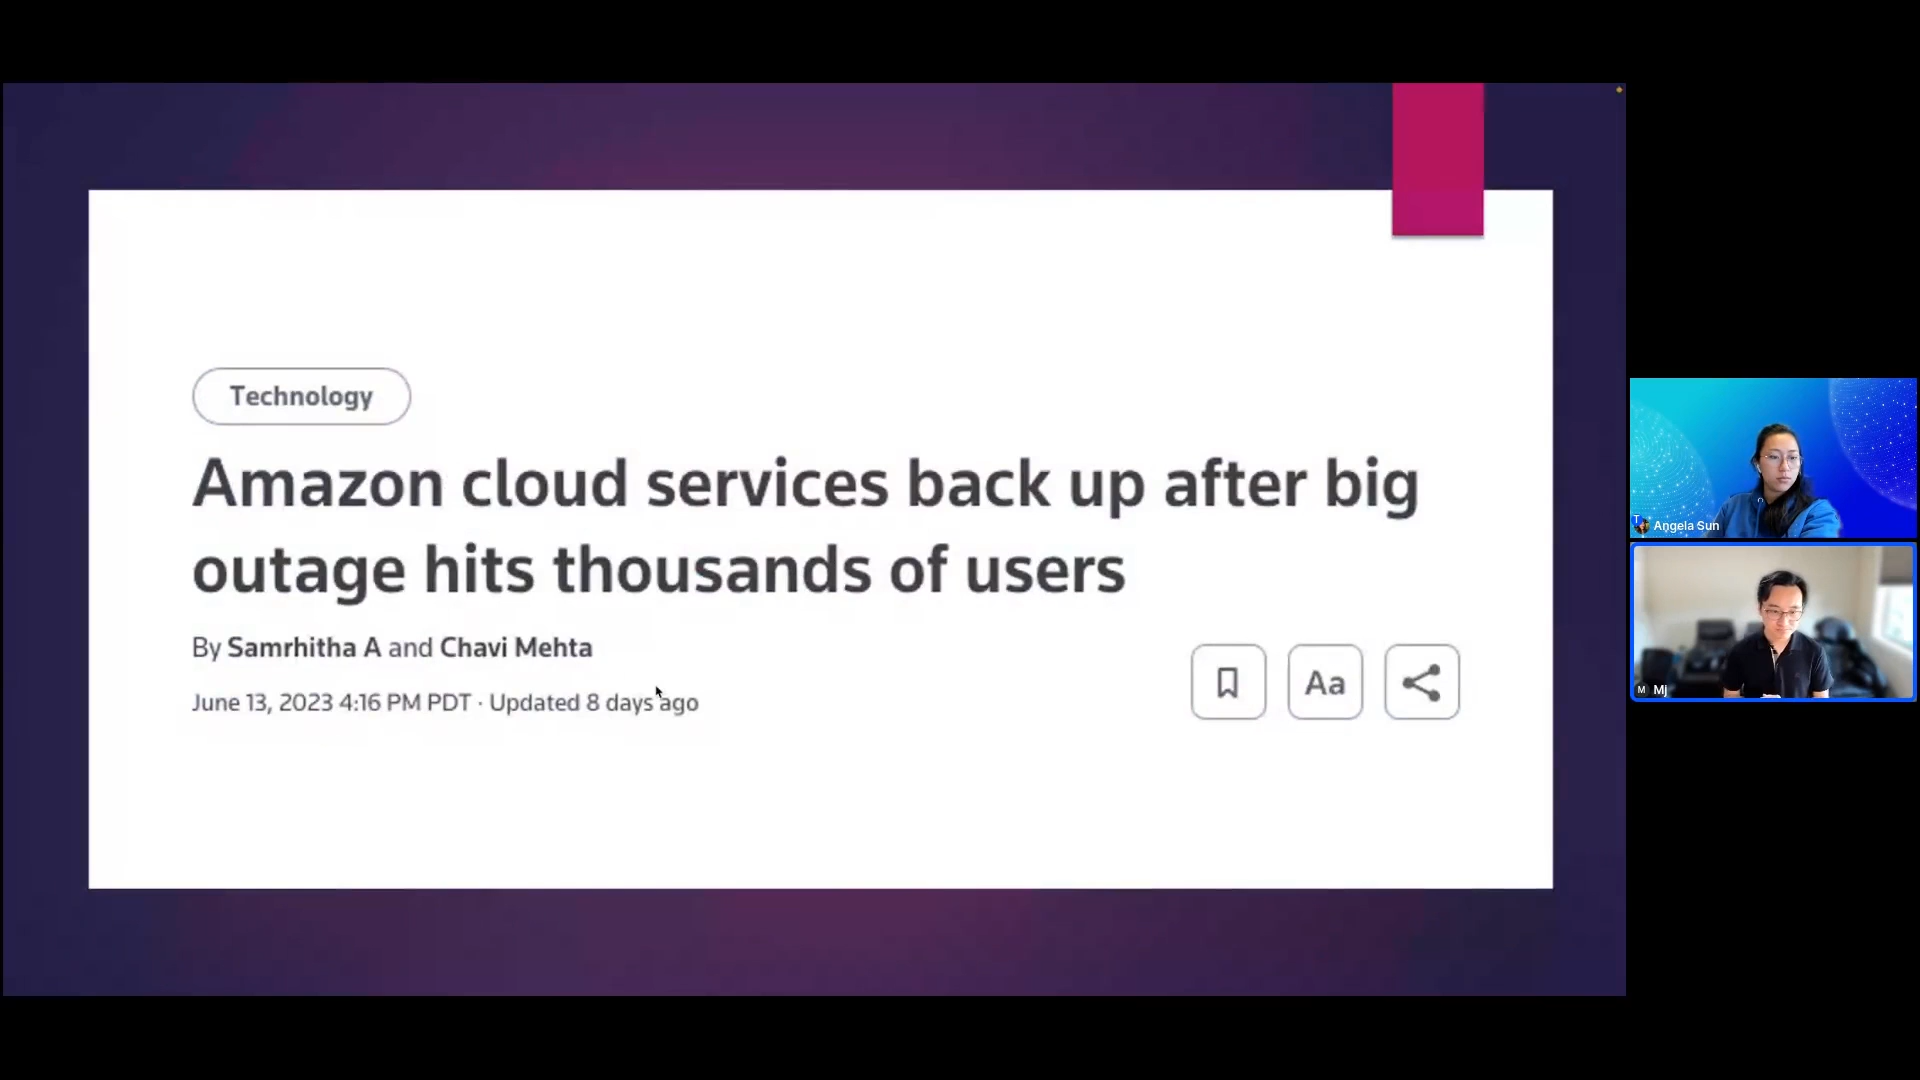 Technology
Amazon cloud services back up after big
outage hits thousands of users
By Samrhitha A and Chavi Mehta
June 13, 2023 4:16 PM PDT · Updated 8 days ago
Aa
Angela Sun
M Mj